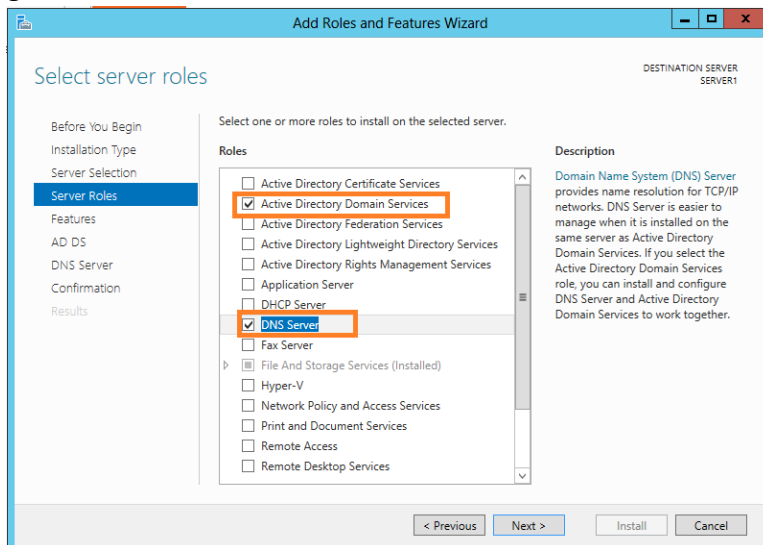 Add Roles and Features Wizard
Select server roles
DESTINATION SERVER
SERVER1
Before You Begin
Installation Type
Server Selection
Server Roles
Features
AD DS
DNS Server
Confirmation
Results
Select one or more roles to install on the selected server.
Roles
Active Directory Certificate Services
Active Directory Domain Services
Active Directory Federation Services
Active Directory Lightweight Directory Services
Active Directory Rights Management Services
Application Server
DHCP Server
DNS Server
Fax Server
File And Storage Services (Installed)
Hyper-V
Network Policy and Access Services
Print and Document Services
Remote Access
Remote Desktop Services
Description
Domain Name System (DNS) Server
provides name resolution for TCP/IP
networks. DNS Server is easier to
manage when it is installed on the
same server as Active Directory
Domain Services. If you select the
Active Directory Domain Services
role, you can install and configure
DNS Server and Active Directory
Domain Services to work together.
< Previous
Next >
Install
Cancel